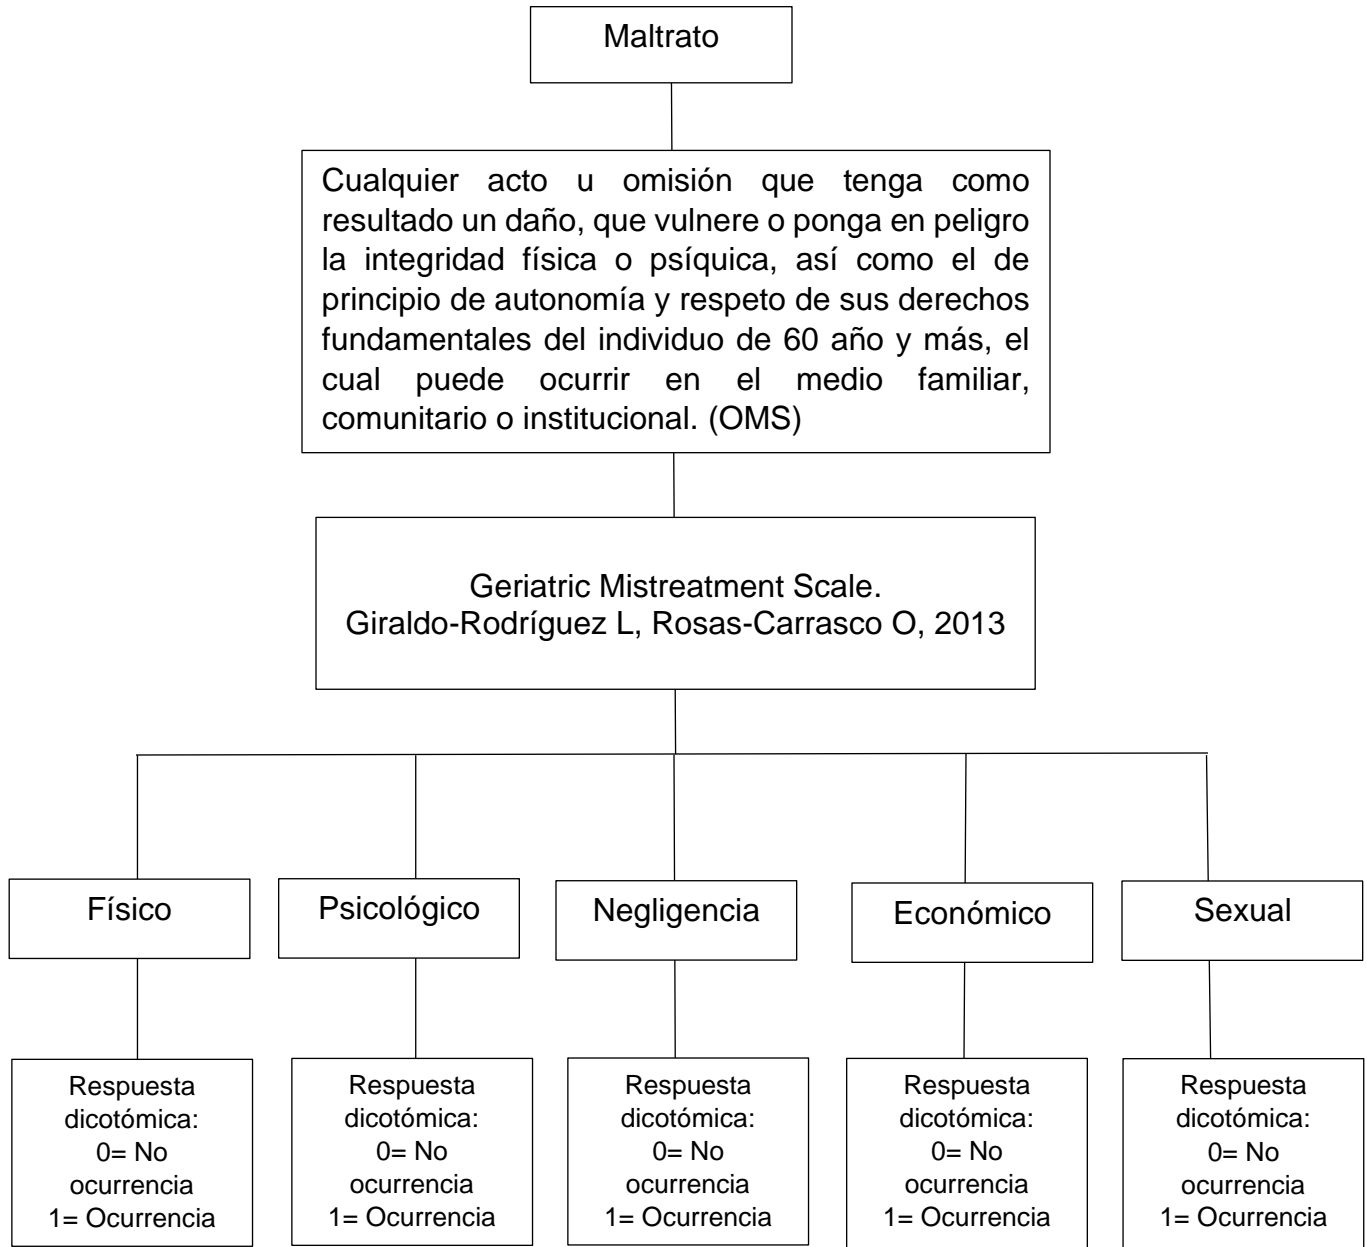 Maltrato
Cualquier acto u omisión que tenga como
resultado un daño, que vulnere o ponga en peligro
la integridad física o psíquica, así como el de
principio de autonomía y respeto de sus derechos
fundamentales del individuo de 60 año y más, el
cual puede ocurrir en el medio familiar,
comunitario o institucional. (OMS)
Geriatric Mistreatment Scale.
Giraldo-Rodríguez L, Rosas-Carrasco O, 2013
Físico
Psicológico
Negligencia
Económico
Sexual
Respuesta
dicotómica:
0= No
ocurrencia
1= Ocurrencia
Respuesta
dicotómica:
0= No
ocurrencia
1= Ocurrencia
Respuesta
dicotómica:
0= No
ocurrencia
1= Ocurrencia
Respuesta
dicotómica:
0= No
ocurrencia
1= Ocurrencia
Respuesta
dicotómica:
0= No
ocurrencia
1= Ocurrencia